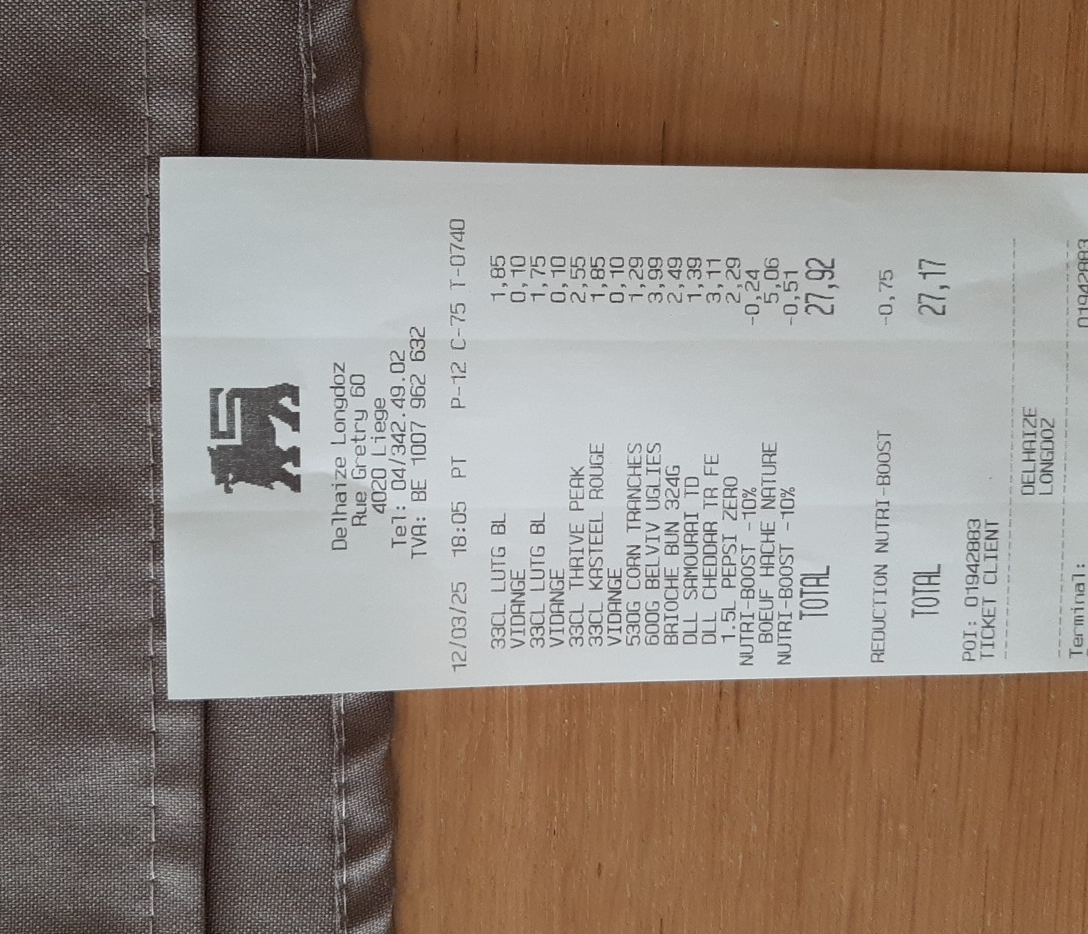 Delhaize Longdoz
Rue Gretry 60
4020 Liege
Tel: 04/342.49.02
TVA: BE 1007 962 632
12/03/25 18:05 PT P-12 C-75 T-0740
33CL LUTG BL 1,85
VIDANGE 0,10
33CL LUTG BL 1,75
VIDANGE 0,10
33CL THRIVE PEAK 2,55
33CL KASTEEL ROUGE 1,85
VIDANGE 0,10
530G CORN TRANCHES 1,29
600G BELVIV UGLIES 3,99
BRIOCHE BUN 324G 2,49
DLL SAMOURAI TD 1,39
DLL CHEDDAR TR FE 3,11
1.5L PEPSI ZERO 2,29
NUTRI-BOOST -10% -0,24
BOEUF HACHE NATURE 5,06
NUTRI-BOOST -10% -0,51
TOTAL 27,92
REDUCTION NUTRI-BOOST -0,75
TOTAL 27,17
POI: 01942883
TICKET CLIENT
DELHAIZE
LONGDOZ
Terminal: 01942883